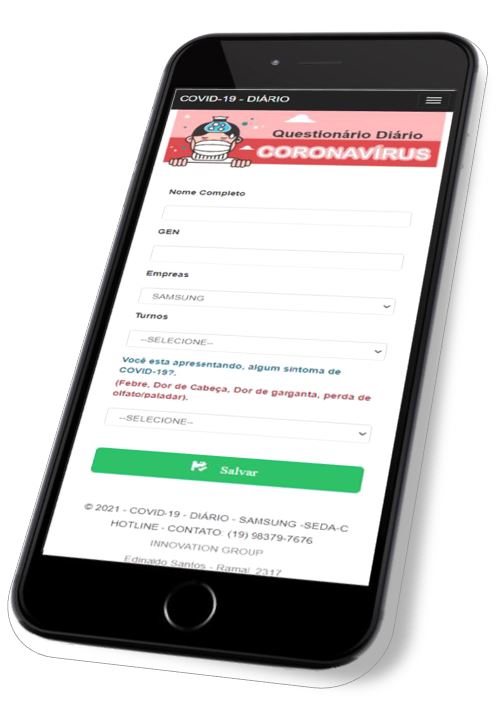 COVID-19 - DIÁRIO
Questionário Diário
CORONAVÍRUS
Nome Completo
GEN
Empreas
SAMSUNG
Turnos
--SELECIONE--
Você esta apresentando, algum sintoma de
COVID-19?.
(Febre, Dor de Cabeça, Dor de garganta, perda de
olfato/paladar).
--SELECIONE--
Salvar
© 2021 - COVID-19 - DIÁRIO - SAMSUNG -SEDA-C
HOTLINE - CONTATO: (19) 98379-7676
INNOVATION GROUP
Edinaldo Santos - Ramal: 2317